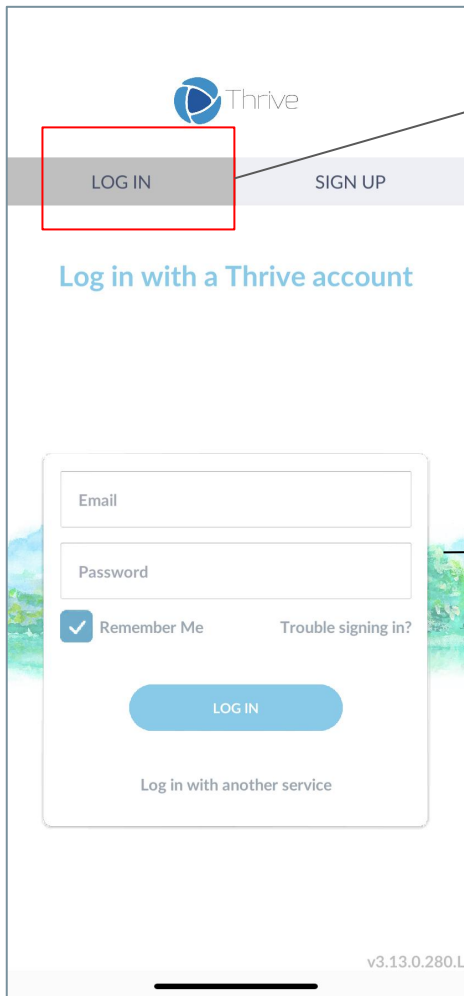 Thrive
LOG IN SIGN UP
Log in with a Thrive account
Email
Password
Remember Me Trouble signing in?
LOG IN
Log in with another service
v3.13.0.280.L